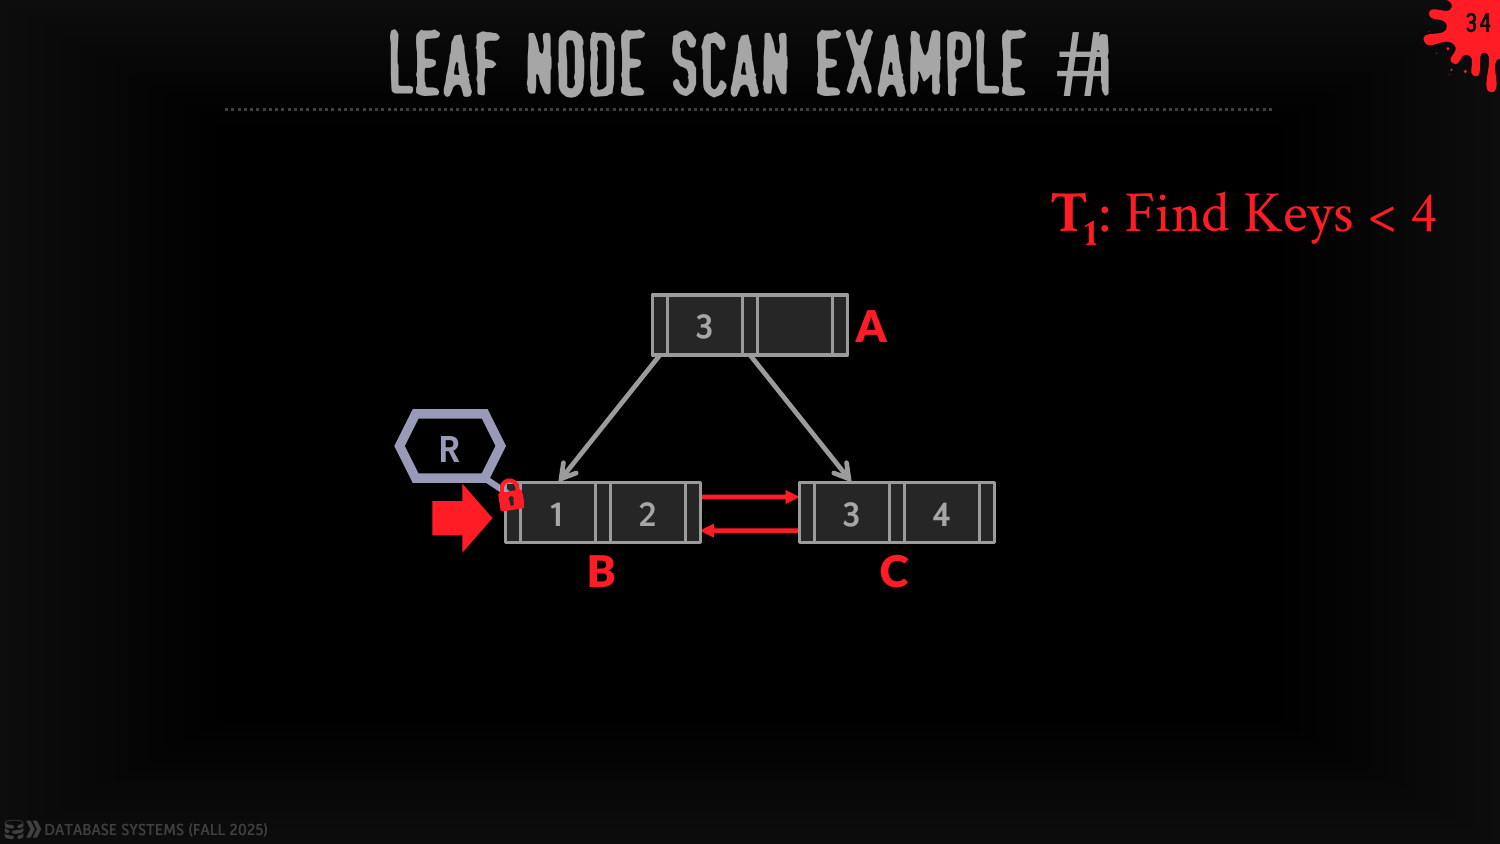 34
LEAF NODE SCAN EXAMPLE #1
T1: Find Keys < 4
3
A
R
1 2
3 4
B
C
DATABASE SYSTEMS (FALL 2025)